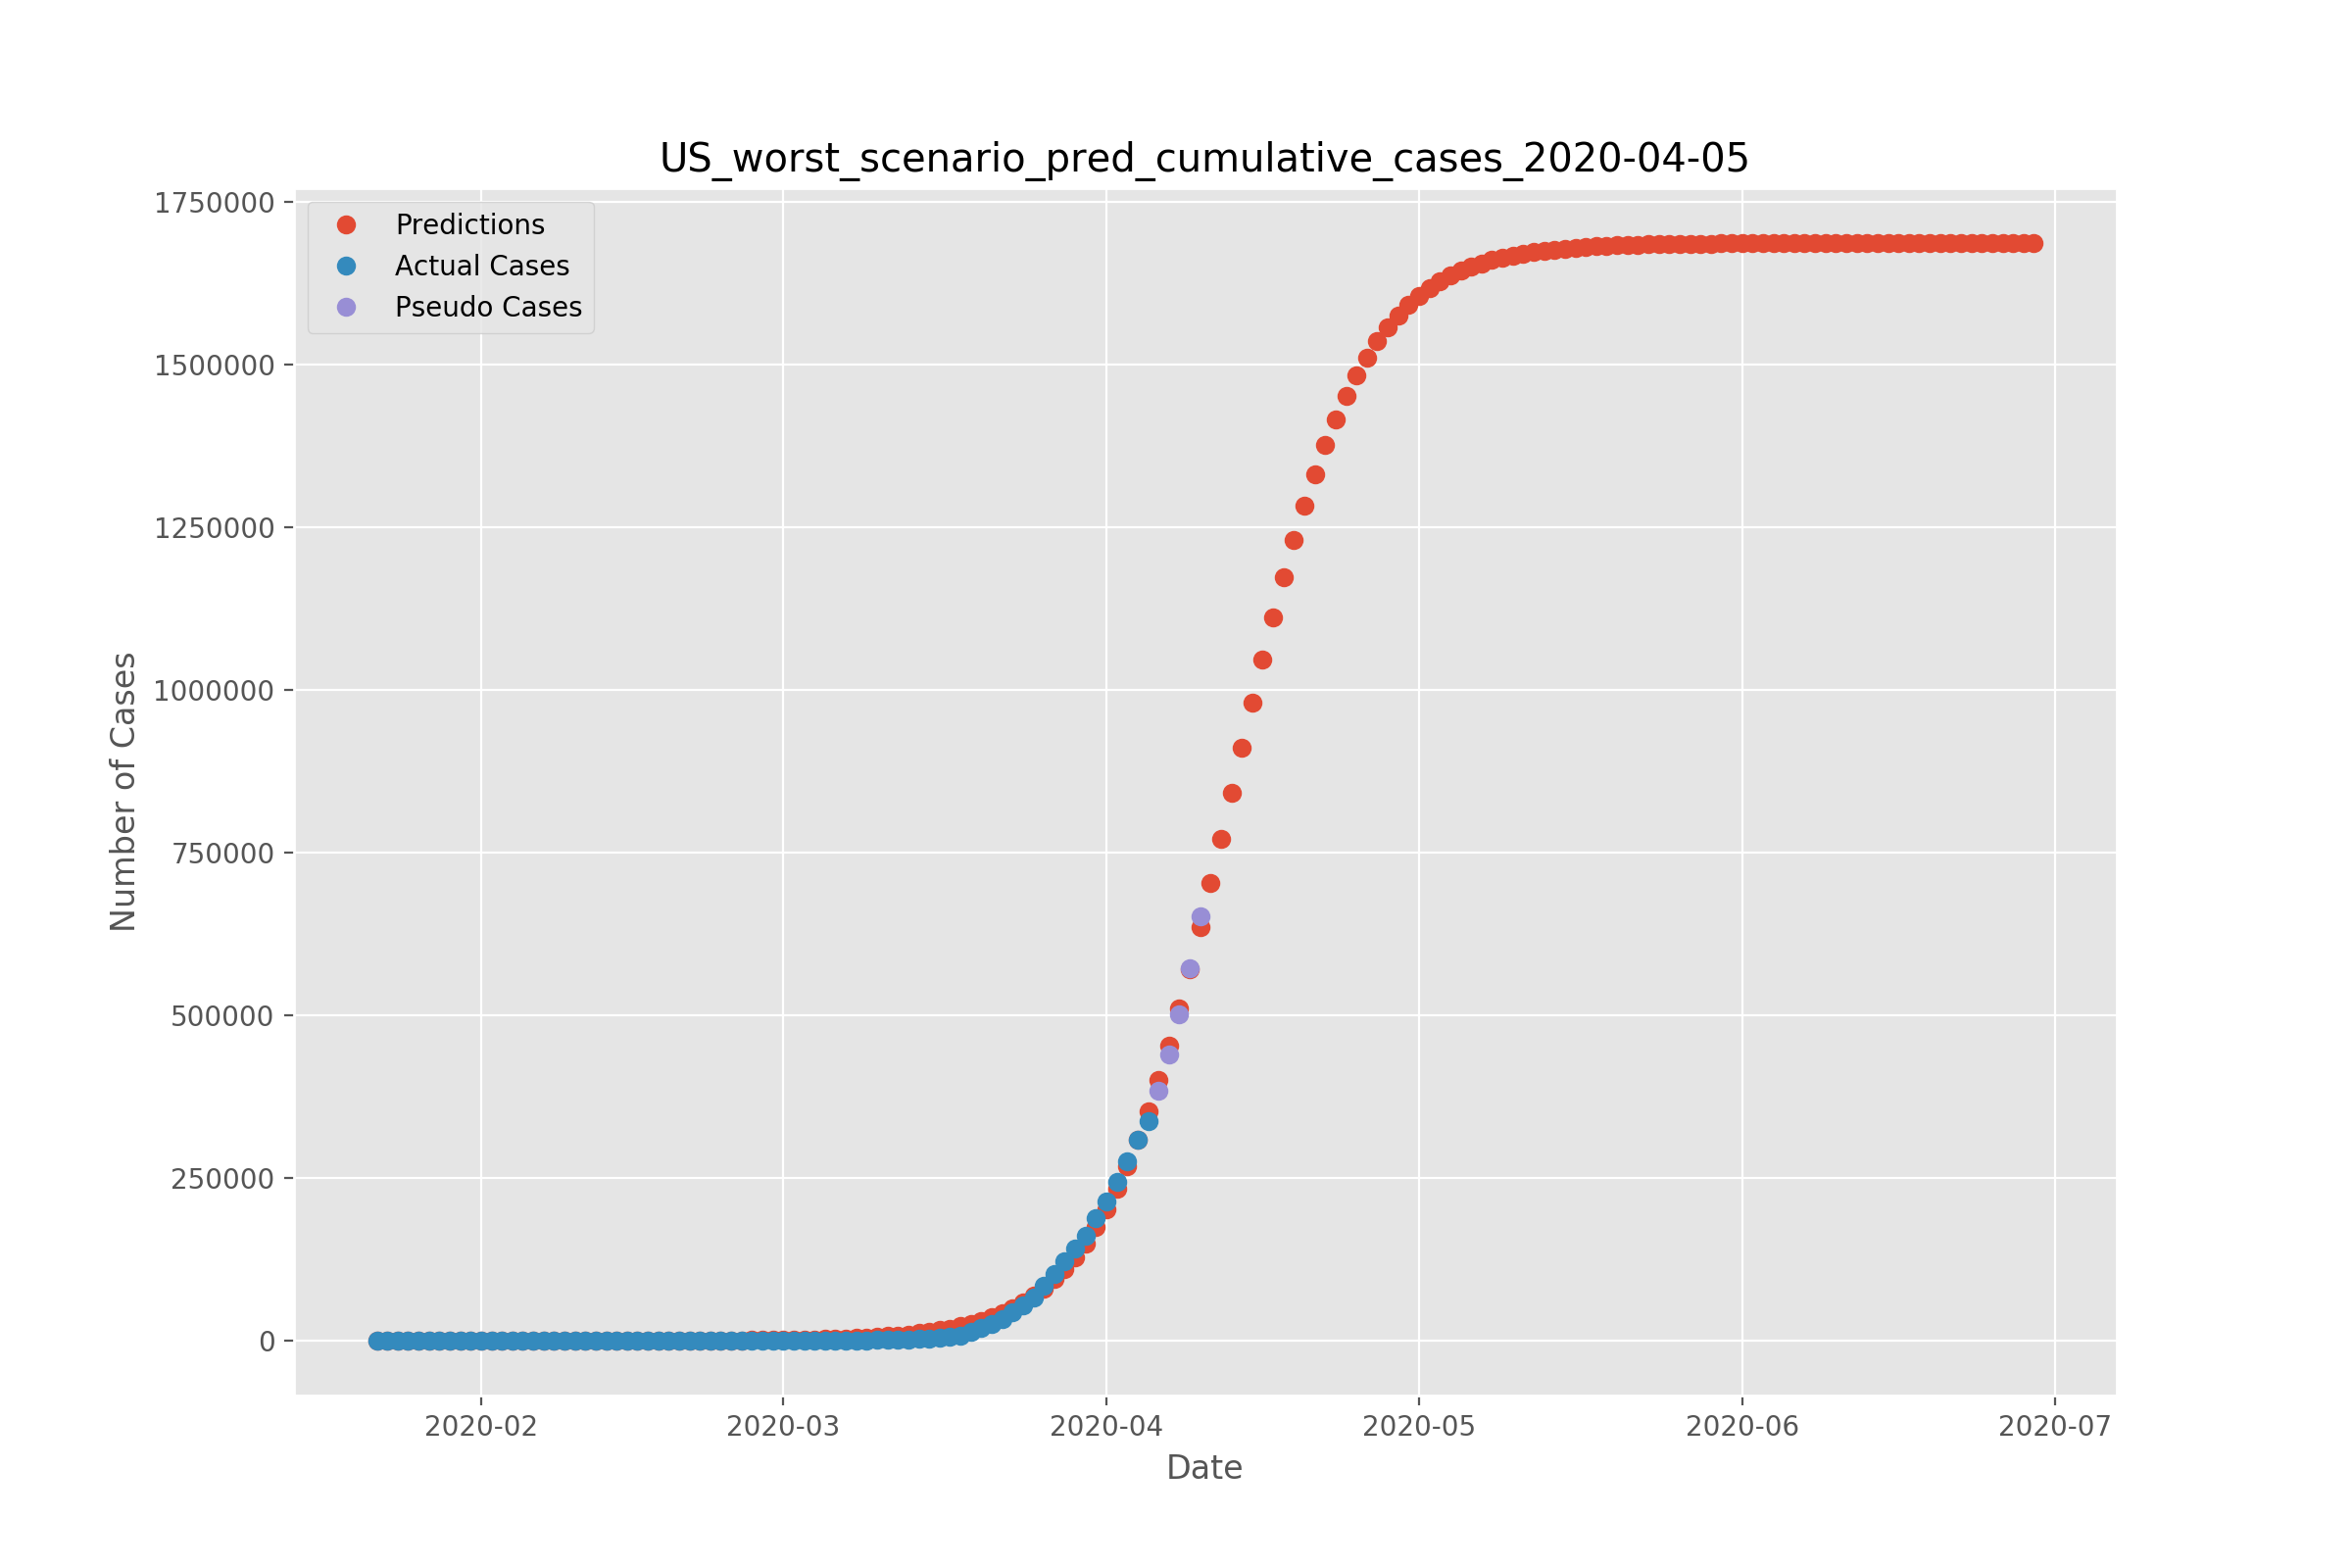 US_worst_scenario_pred_cumulative_cases_2020-04-05
1750000
1500000
1250000
1000000
750000
500000
250000
0
Predictions
Actual Cases
Pseudo Cases
Number of Cases
2020-02
2020-03
2020-04
2020-05
2020-06
2020-07
Date